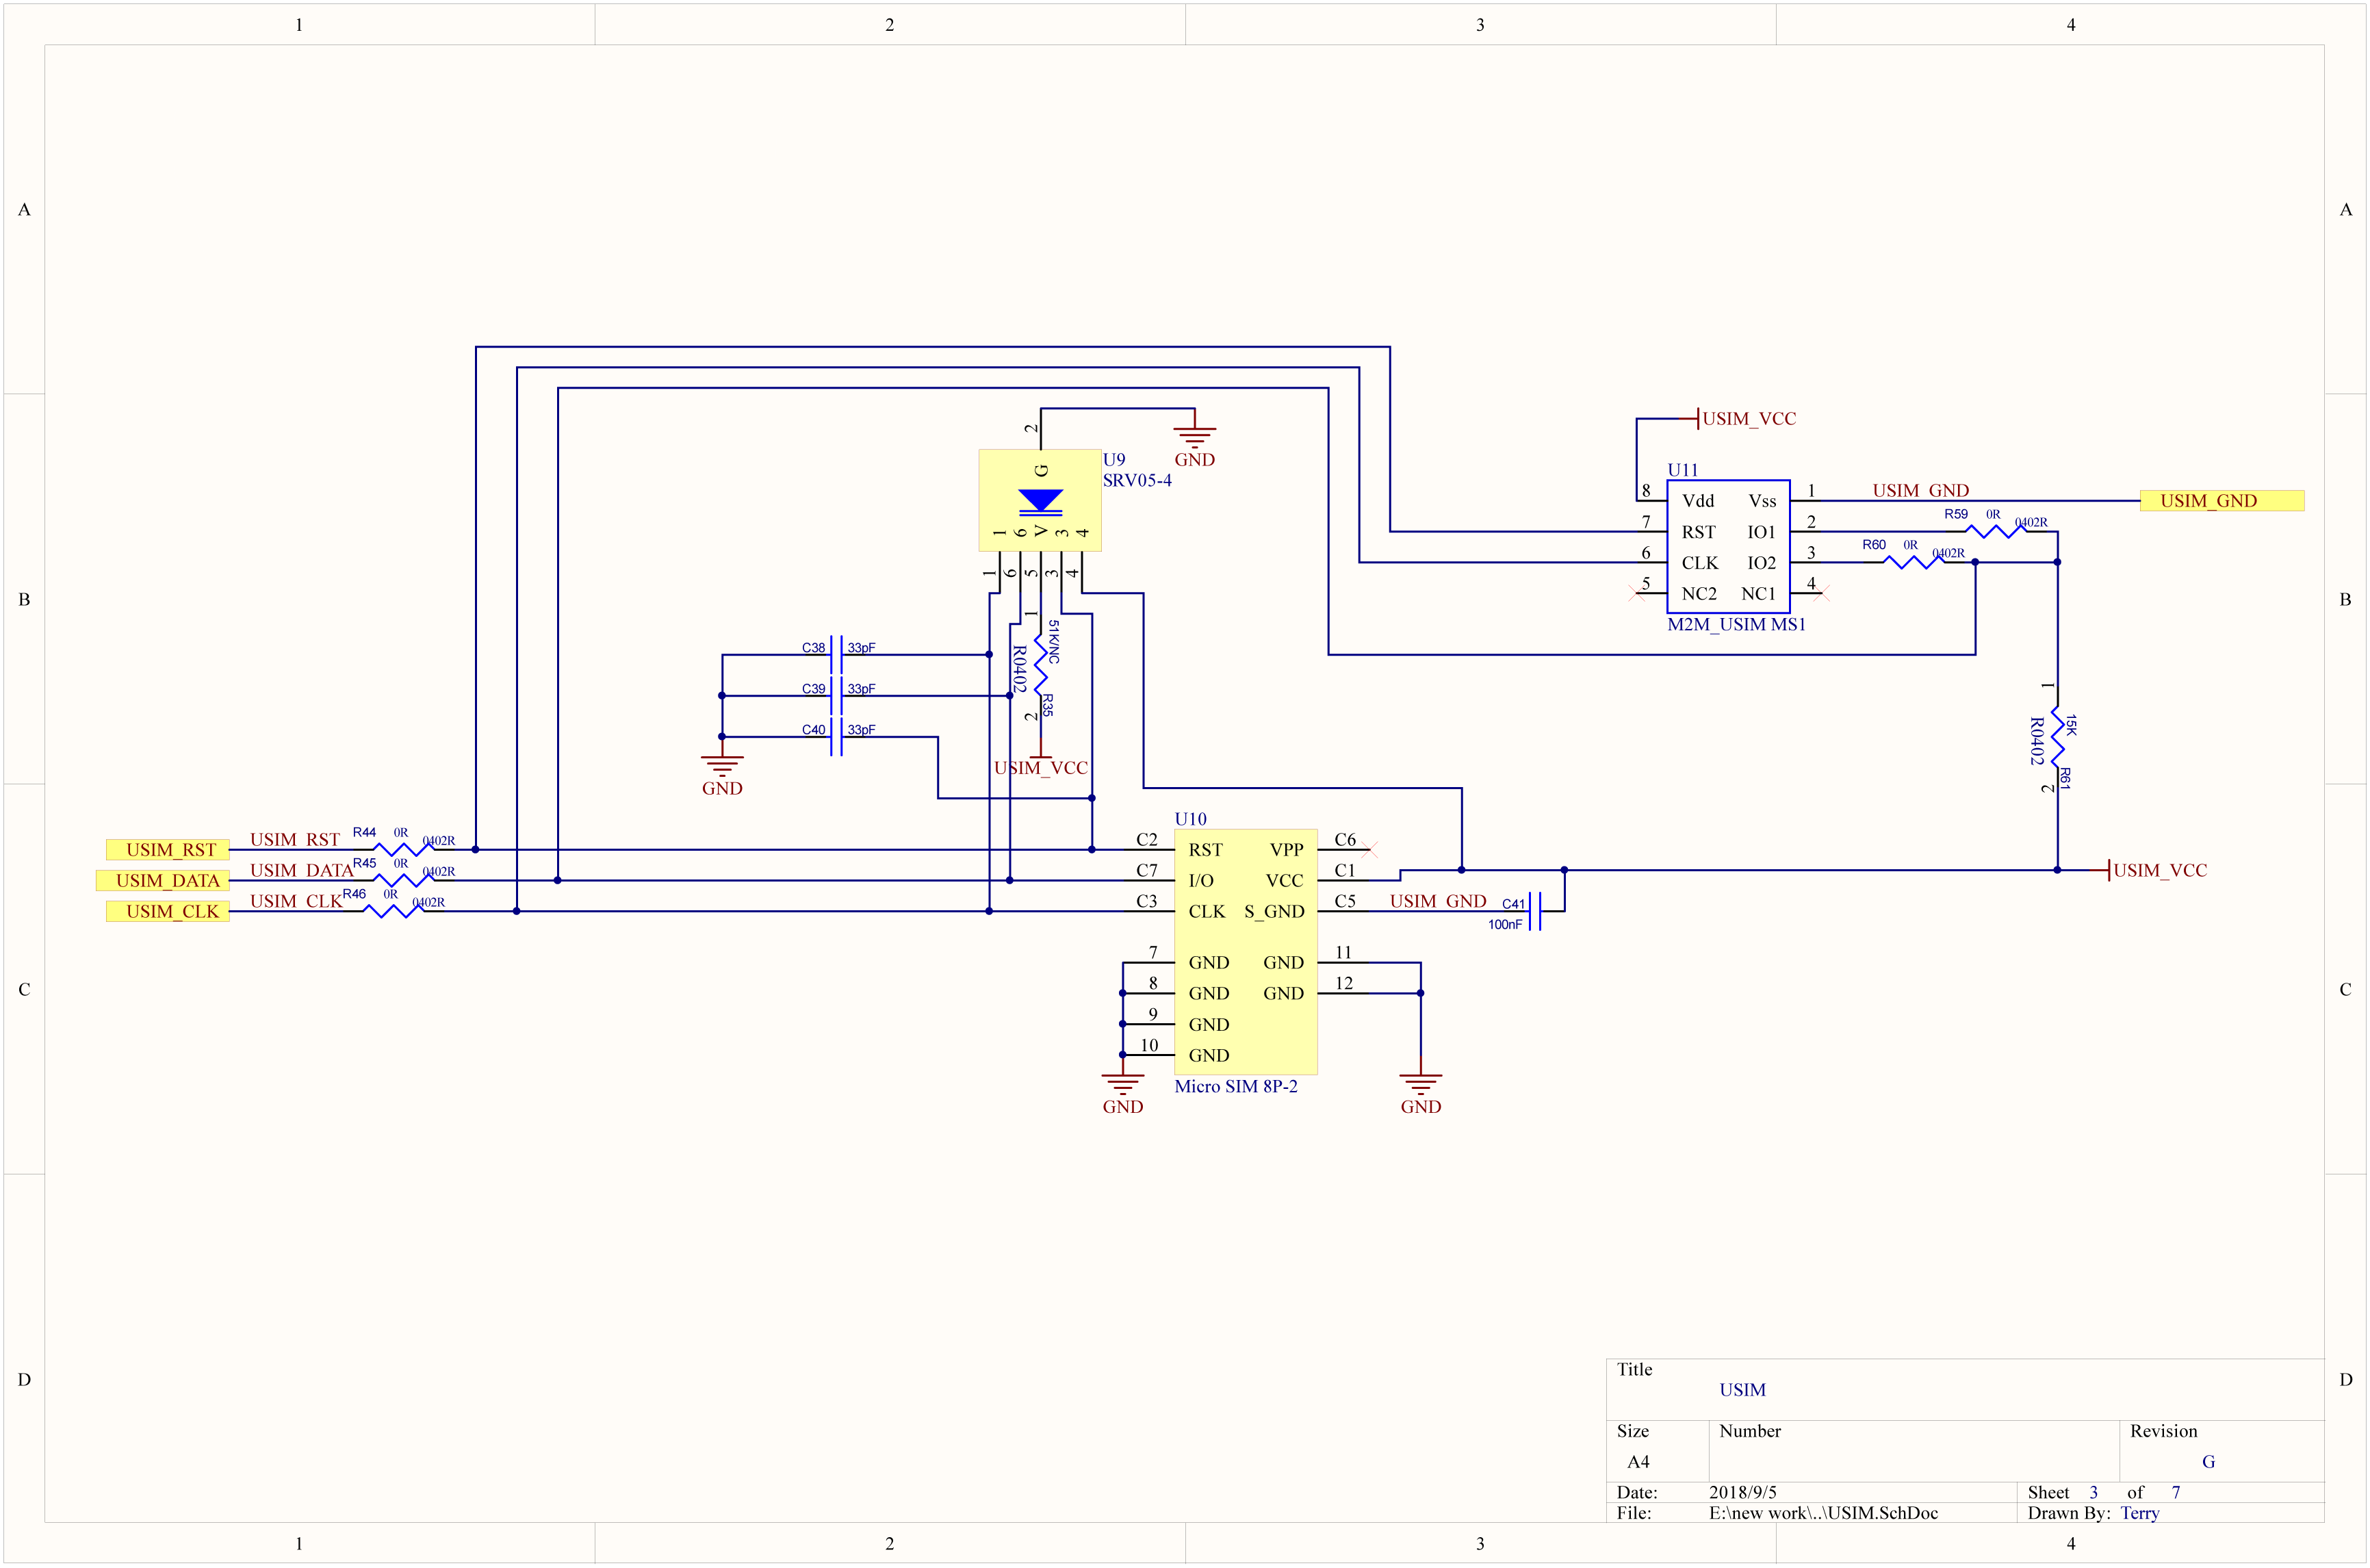 1 2 3 4
A A
USIM_VCC
2
G
U9
SRV05-4
GND
1 6 V 3 4
1 6 5 3 4
U11
8 Vdd Vss 1 USIM_GND USIM_GND
7 RST IO1 2 R59 0R 0402R
6 CLK IO2 3 R60 0R 0402R
5 NC2 NC1 4
M2M_USIM MS1
B B
1
51K/NC
R0402
R35
2
USIM_VCC
C38 33pF
C39 33pF
C40 33pF
GND
1
15K
R0402
R61
2
USIM_RST USIM_RST R44 0R 0402R
USIM_DATA USIM_DATA R45 0R 0402R
USIM_CLK USIM_CLK R46 0R 0402R
U10
C2 RST VPP C6
C7 I/O VCC C1 USIM_VCC
C3 CLK S_GND C5 USIM_GND C41
100nF
7 GND GND 11
8 GND GND 12
9 GND
10 GND
Micro SIM 8P-2
GND GND
C C
D D
Title
USIM
Size Number Revision
A4 G
Date: 2018/9/5 Sheet 3 of 7
File: E:\new work\..\USIM.SchDoc Drawn By: Terry
1 2 3 4